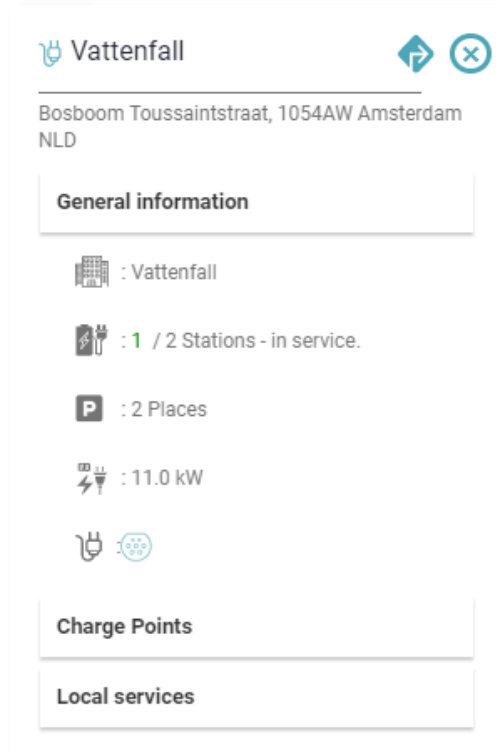 Vattenfall
Bosboom Toussaintstraat, 1054AW Amsterdam
NLD
General information
: Vattenfall
: 1 / 2 Stations - in service.
P : 2 Places
: 11.0 kW
:
Charge Points
Local services